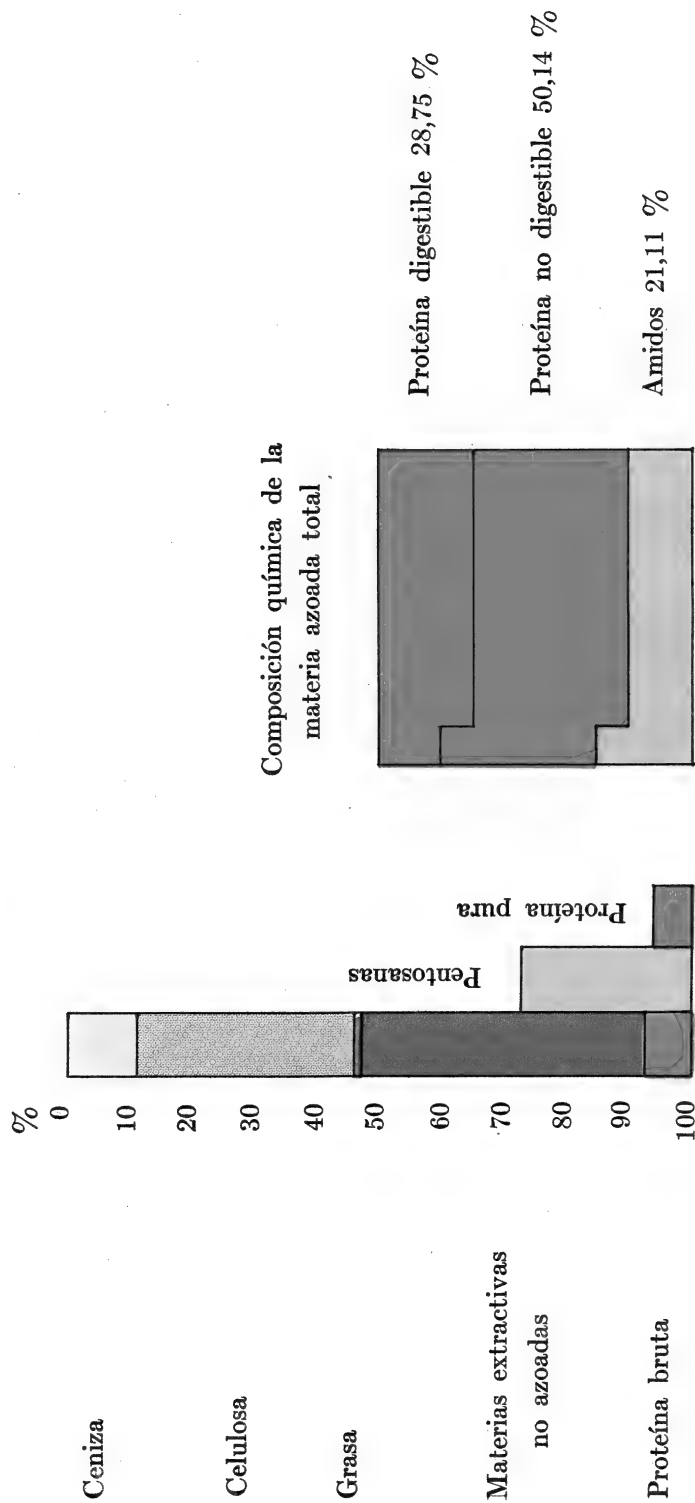 %
0
10
20
30
40
50
60
70
80
90
100
Ceniza
Celulosa
Grasa
Materias extractivas
no azoadas
Proteína bruta
Pentosanas
Proteína pura
Composición química de la
materia azoada total
Proteína digestible 28,75 %
Proteína no digestible 50,14 %
Amidos 21,11 %